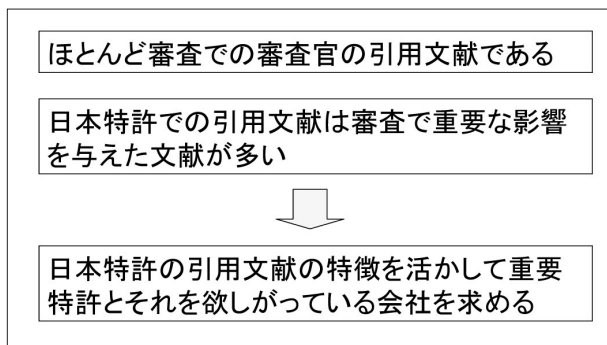 ほとんど審査での審査官の引用文献である
日本特許での引用文献は審査で重要な影響
を与えた文献が多い
日本特許の引用文献の特徴を活かして重要
特許とそれを欲しがっている会社を求める